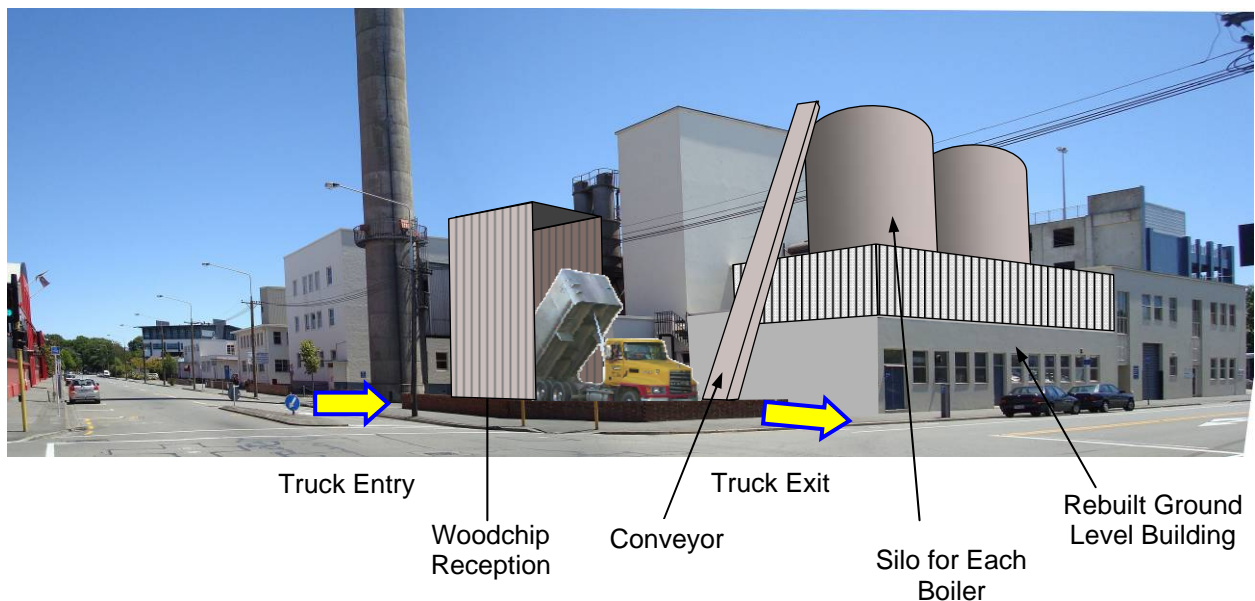 Truck Entry
Truck Exit
Woodchip
Reception
Conveyor
Silo for Each
Boiler
Rebuilt Ground
Level Building